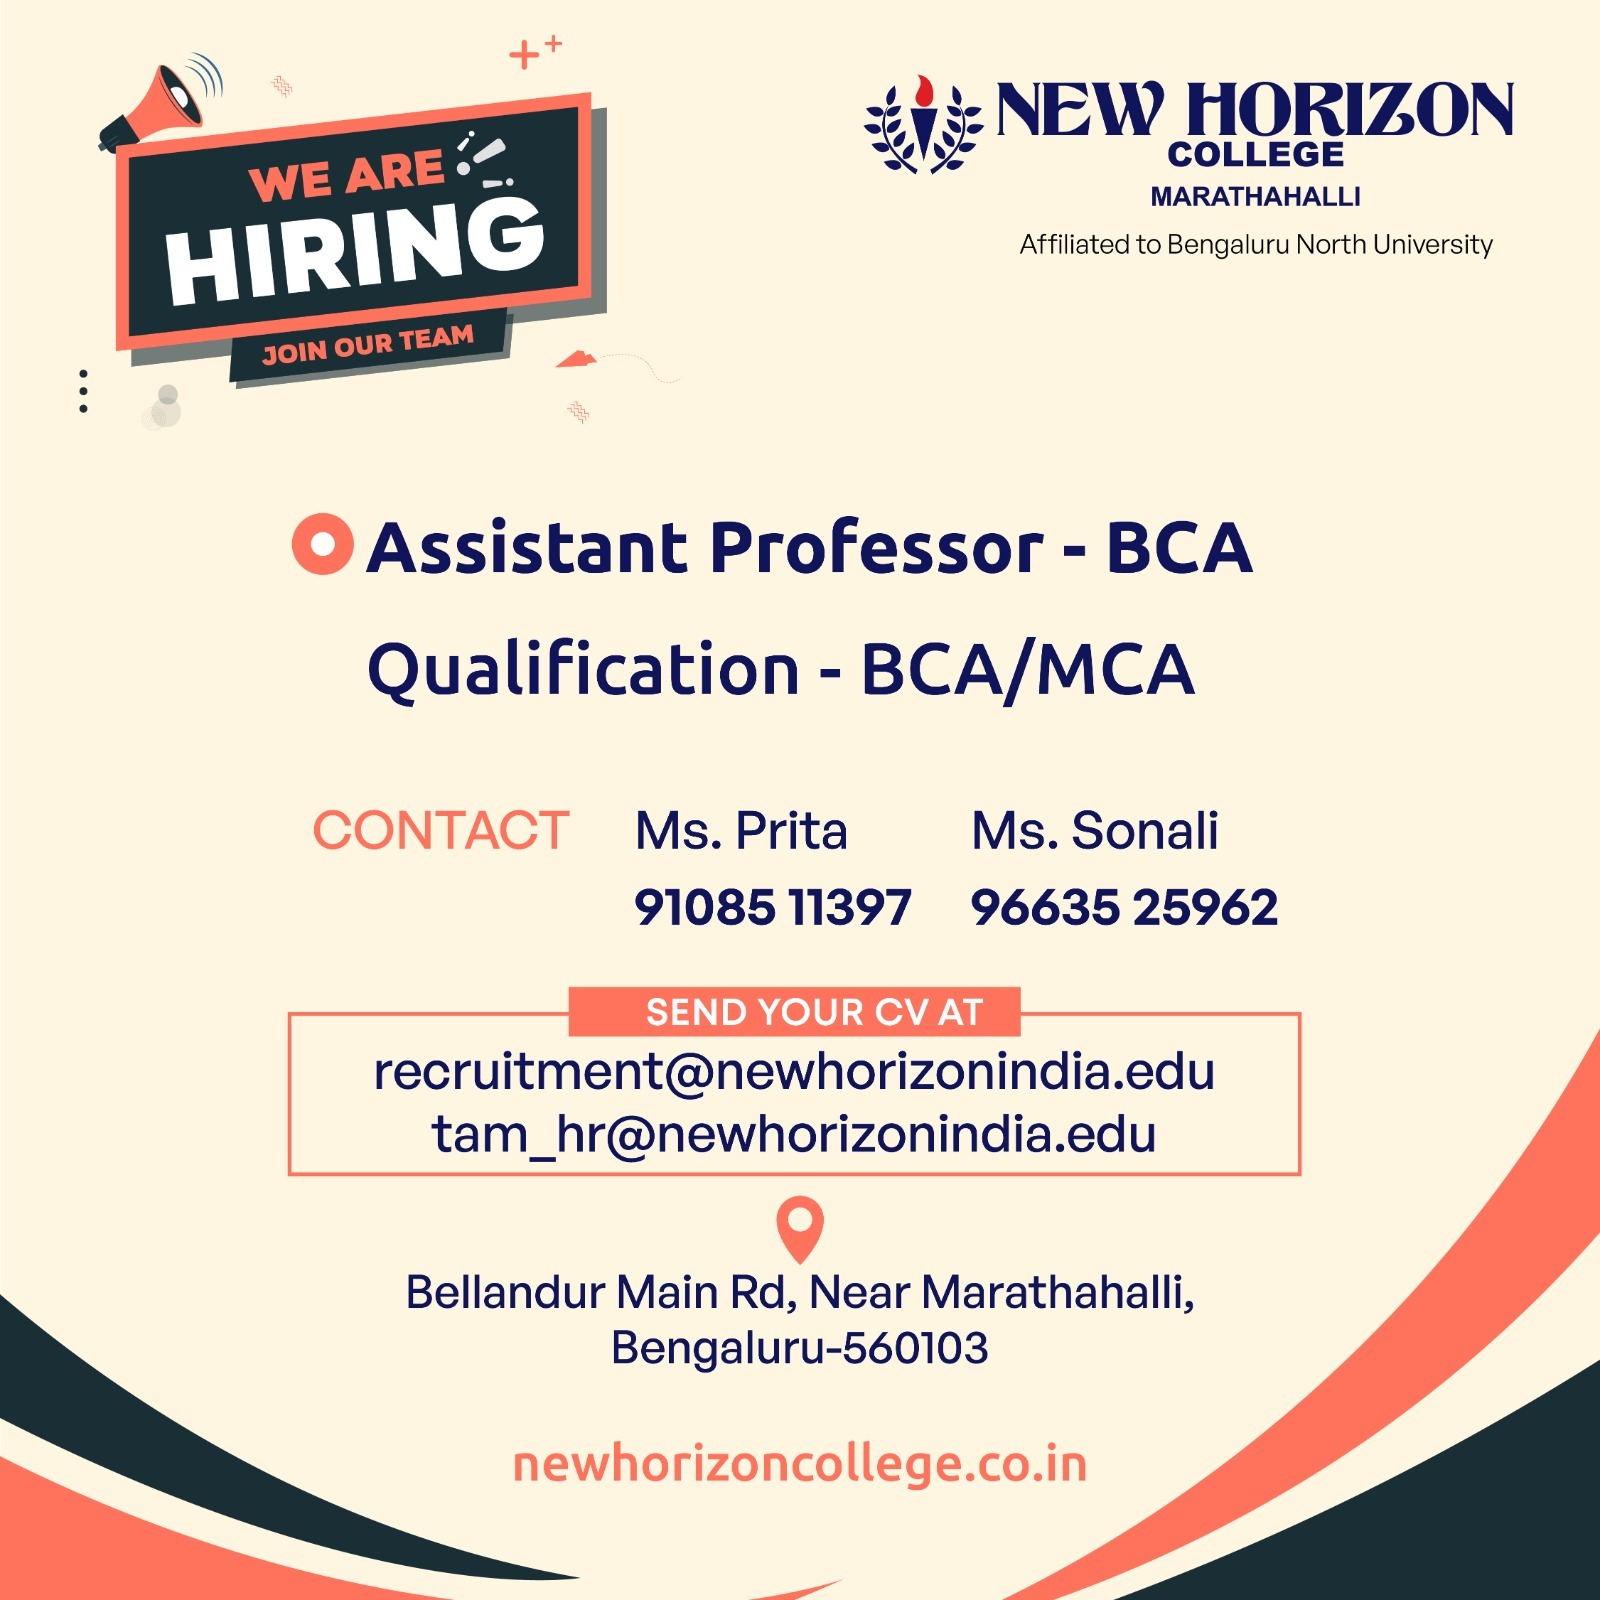 WE ARE
HIRING
JOIN OUR TEAM
NEW HORIZON
COLLEGE
MARATHAHALLI
Affiliated to Bengaluru North University
Assistant Professor - BCA
Qualification - BCA/MCA
CONTACT Ms. Prita Ms. Sonali
91085 11397 96635 25962
SEND YOUR CV AT
recruitment@newhorizonindia.edu
tam_hr@newhorizonindia.edu
Bellandur Main Rd, Near Marathahalli,
Bengaluru-560103
newhorizoncollege.co.in